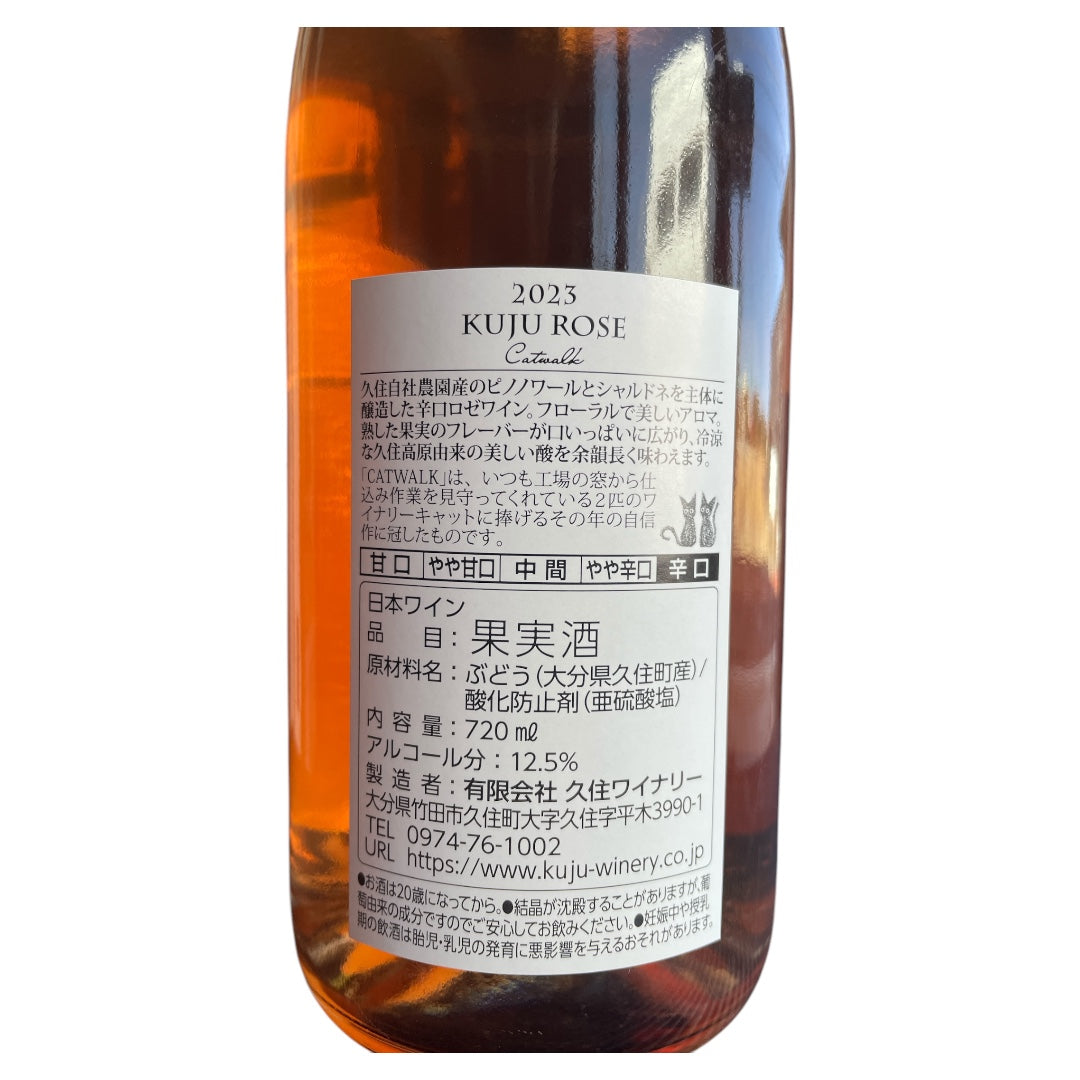 2023
KUJU ROSE
Catwalk
久住自社農園産のピノノワールとシャルドネを主体に
醸造した辛口ロゼワイン。フローラルで美しいアロマ。
熟した果実のフレーバーが口いっぱいに広がり、冷涼
な久住高原由来の美しい酸を余韻長く味わえます。
「CATWALK」は、いつも工場の窓から仕
込み作業を見守ってくれている2匹のワ
イナリーキャットに捧げるその年の自信
作に冠したものです。
甘口 やや甘口 中間 やや辛口 辛口
日本ワイン
品目：果実酒
原材料名：ぶどう（大分県久住町産）/
酸化防止剤（亜硫酸塩）
内容量：720㎖
アルコール分：12.5%
製造者：有限会社 久住ワイナリー
大分県竹田市久住町大字久住字平木3990-1
TEL 0974-76-1002
URL https://www.kuju-winery.co.jp
●お酒は20歳になってから。●結晶が沈殿することがありますが、葡
萄由来の成分ですのでご安心してお飲みください。●妊娠中や授乳
期の飲酒は胎児・乳児の発育に悪影響を与えるおそれがあります。